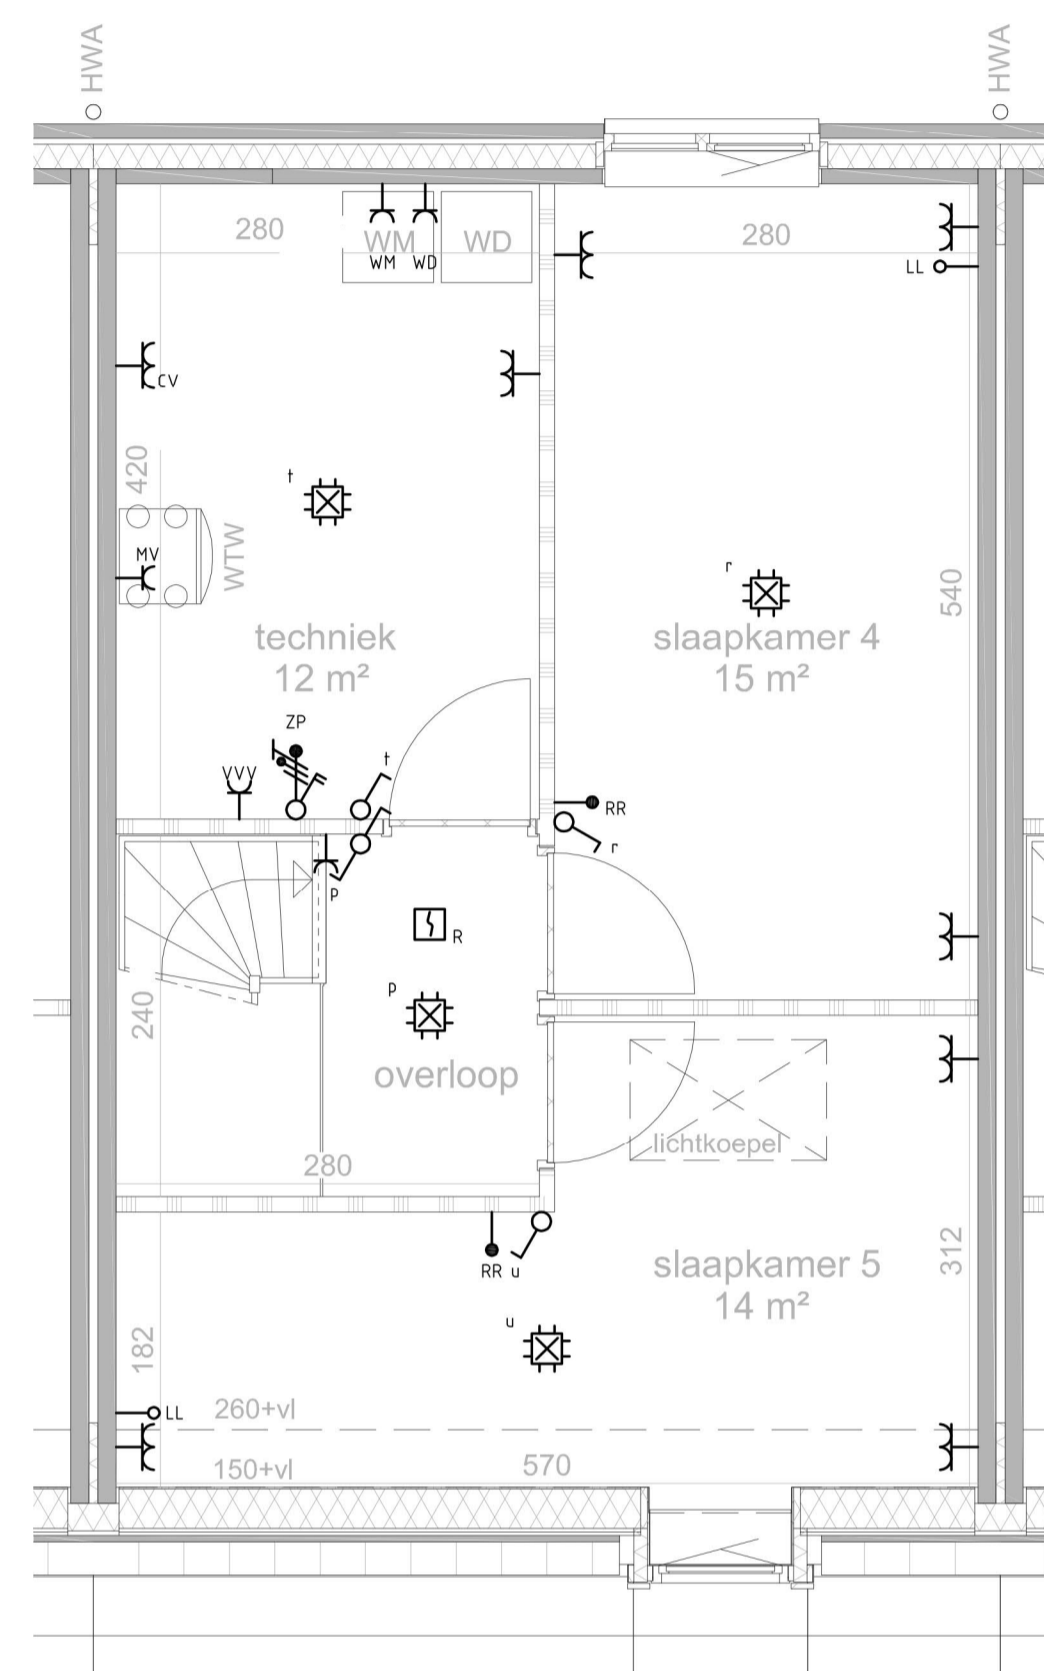 HWA
HWA
280
WM
WD
280
WM
WD
LL
CV
t
420
MV
WTW
r
540
techniek
12 m²
slaapkamer 4
15 m²
ZP
t
VVV
RR
r
P
R
P
240
overloop
lichtkoepel
280
RR
u
slaapkamer 5
14 m²
312
u
182
LL
260+vl
150+vl
570